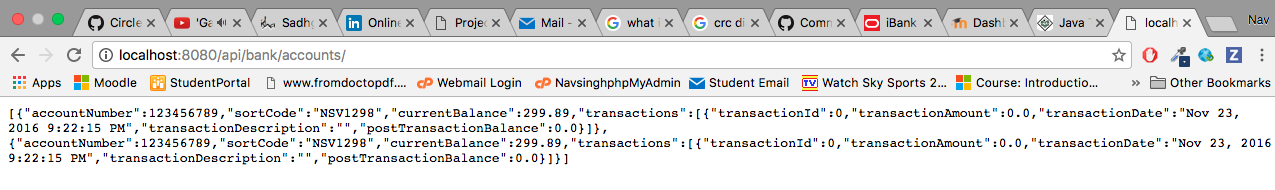 Circle
'Ga
Sadhg
Online
Projec
Mail -
what i
crc di
Comm
iBank
Dashl
Java
localh
Nav
localhost:8080/api/bank/accounts/
Apps
Moodle
StudentPortal
www.fromdoctopdf....
Webmail Login
NavsinghphpMyAdmin
Student Email
Watch Sky Sports 2...
Course: Introductio...
»
Other Bookmarks
[{"accountNumber":123456789,"sortCode":"NSV1298","currentBalance":299.89,"transactions":[{"transactionId":0,"transactionAmount":0.0,"transactionDate":"Nov 23,
2016 9:22:15 PM","transactionDescription":"","postTransactionBalance":0.0}]},
{"accountNumber":123456789,"sortCode":"NSV1298","currentBalance":299.89,"transactions":[{"transactionId":0,"transactionAmount":0.0,"transactionDate":"Nov 23, 2016
9:22:15 PM","transactionDescription":"","postTransactionBalance":0.0}]}]